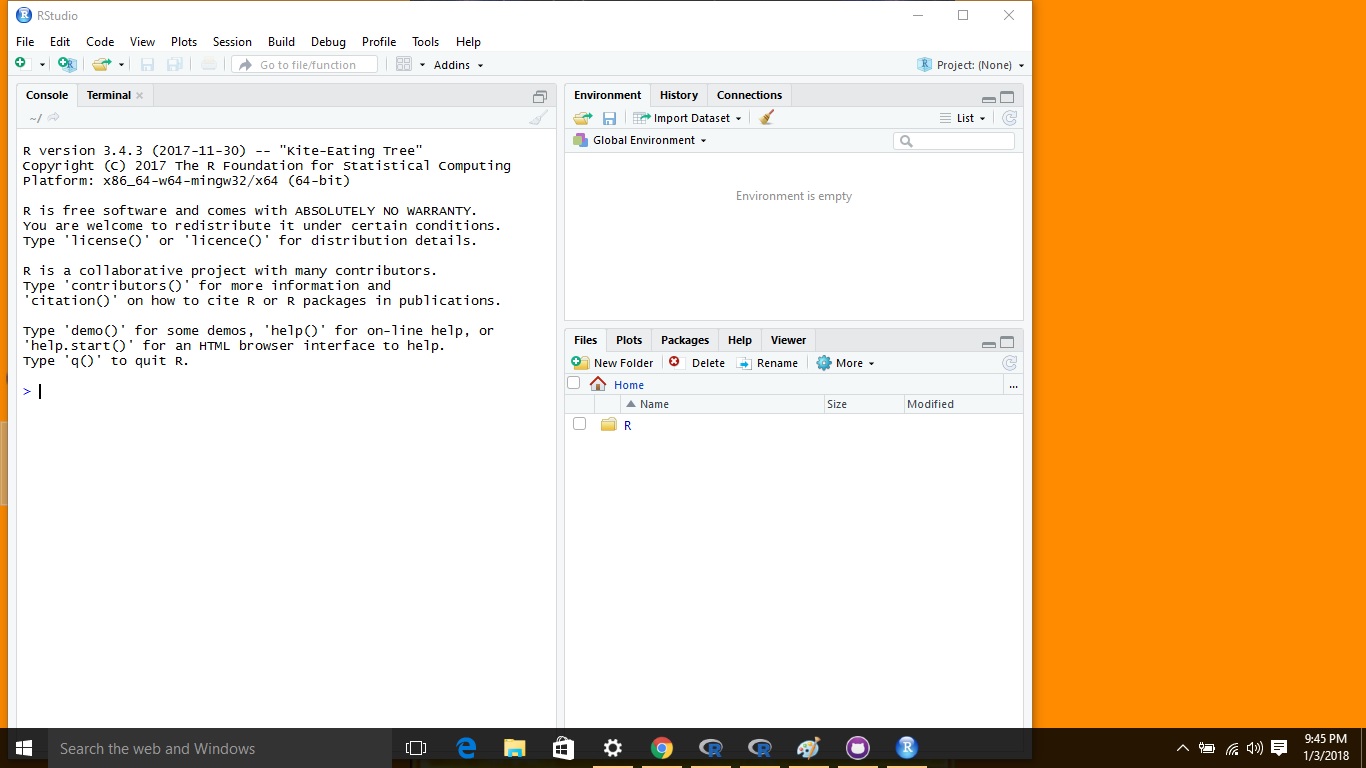 RStudio
File Edit Code View Plots Session Build Debug Profile Tools Help
Go to file/function Addins Project: (None)
Console Terminal
~/
R version 3.4.3 (2017-11-30) -- "Kite-Eating Tree"
Copyright (C) 2017 The R Foundation for Statistical Computing
Platform: x86_64-w64-mingw32/x64 (64-bit)
R is free software and comes with ABSOLUTELY NO WARRANTY.
You are welcome to redistribute it under certain conditions.
Type 'license()' or 'licence()' for distribution details.
R is a collaborative project with many contributors.
Type 'contributors()' for more information and
'citation()' on how to cite R or R packages in publications.
Type 'demo()' for some demos, 'help()' for on-line help, or
'help.start()' for an HTML browser interface to help.
Type 'q()' to quit R.
>
Environment History Connections
Import Dataset List
Global Environment
Environment is empty
Files Plots Packages Help Viewer
New Folder Delete Rename More
Home ...
Name Size Modified
R
Search the web and Windows
9:45 PM
1/3/2018